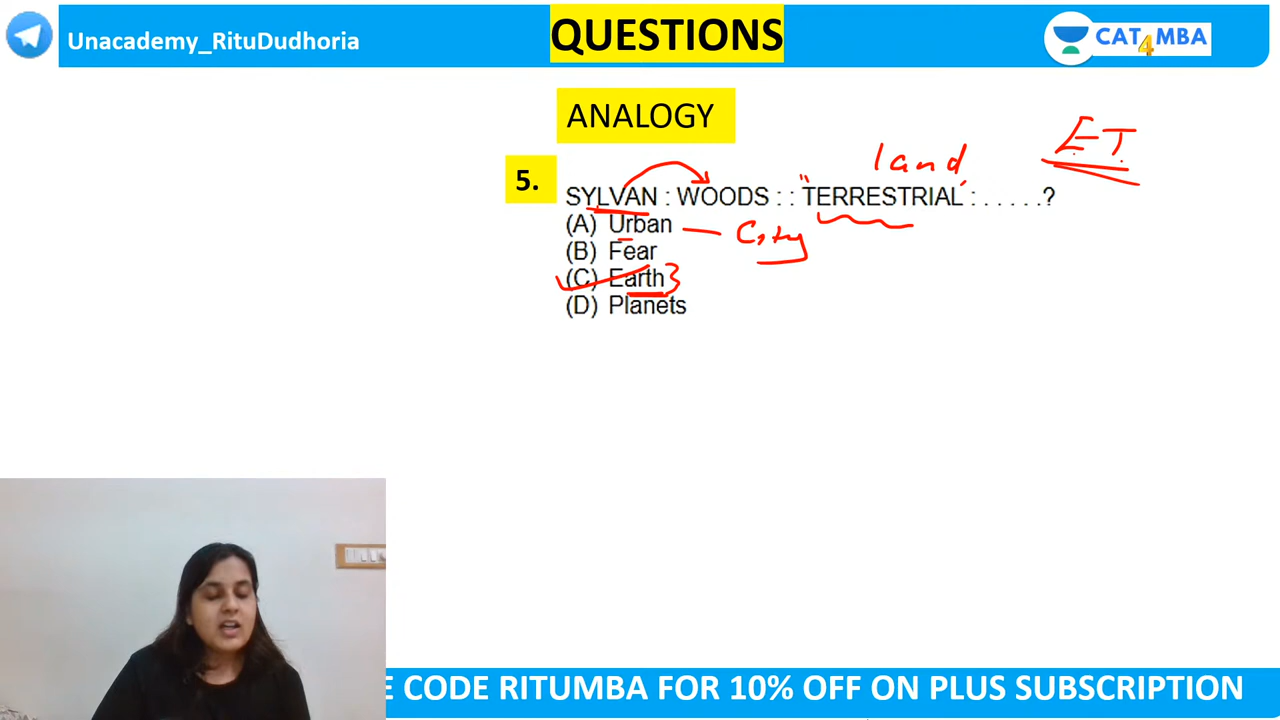 Unacademy_RituDudhoria
QUESTIONS
CAT4MBA
ANALOGY
land
ET
5.
SYLVAN : WOODS : : TERRESTRIAL : . . . . .?
(A) Urban
City
(B) Fear
(C) Earth
(D) Planets
E CODE RITUMBA FOR 10% OFF ON PLUS SUBSCRIPTION